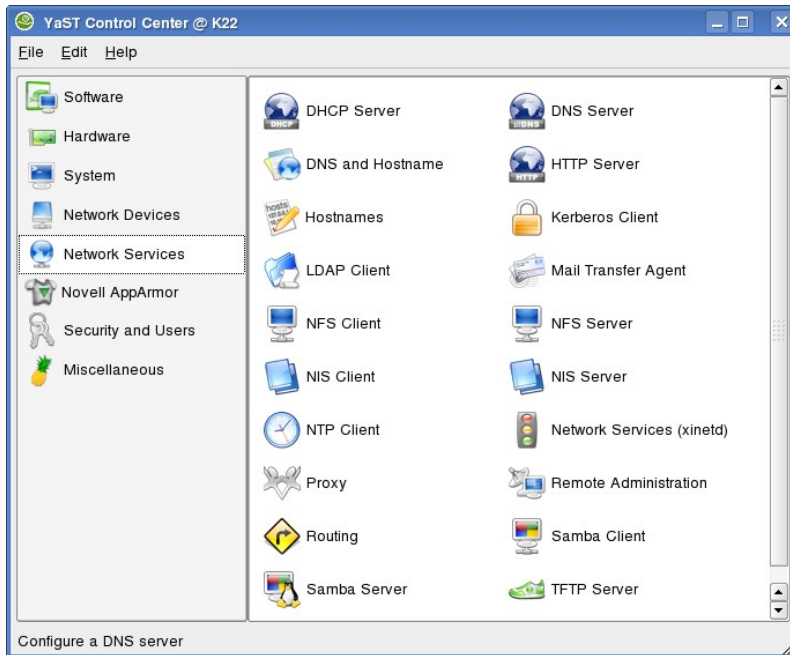 YaST Control Center @ K22
File Edit Help
Software
Hardware
System
Network Devices
Network Services
Novell AppArmor
Security and Users
Miscellaneous
DHCP Server
DNS Server
DNS and Hostname
HTTP Server
Hostnames
Kerberos Client
LDAP Client
Mail Transfer Agent
NFS Client
NFS Server
NIS Client
NIS Server
NTP Client
Network Services (xinetd)
Proxy
Remote Administration
Routing
Samba Client
Samba Server
TFTP Server
DHCP
DNS
HTTP
hosts
Configure a DNS server